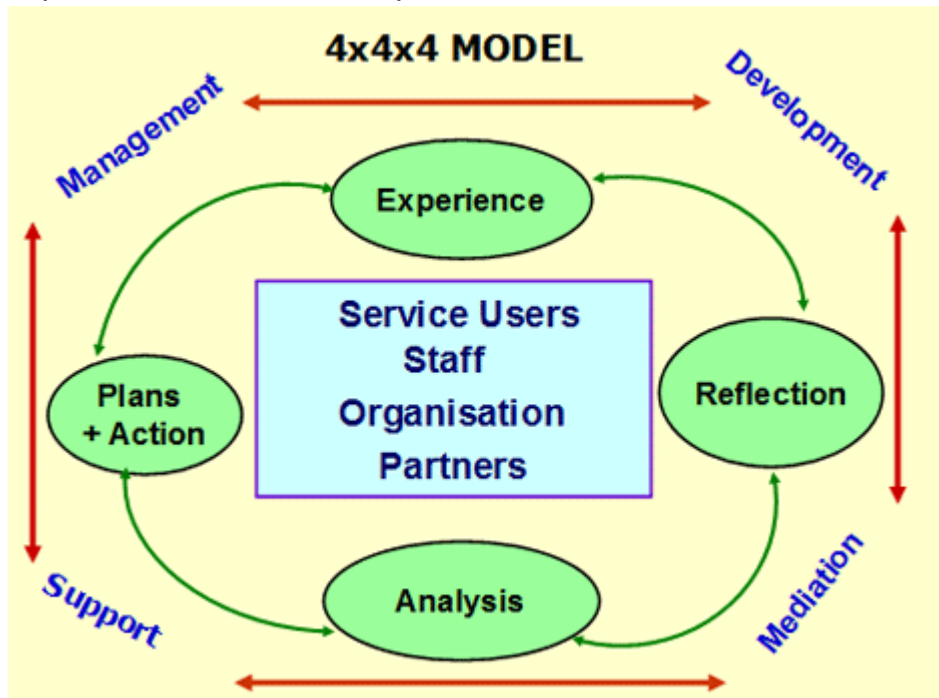 4x4x4 MODEL
Management
Development
Experience
Service Users
Staff
Organisation
Partners
Plans
+ Action
Reflection
Analysis
Support
Mediation